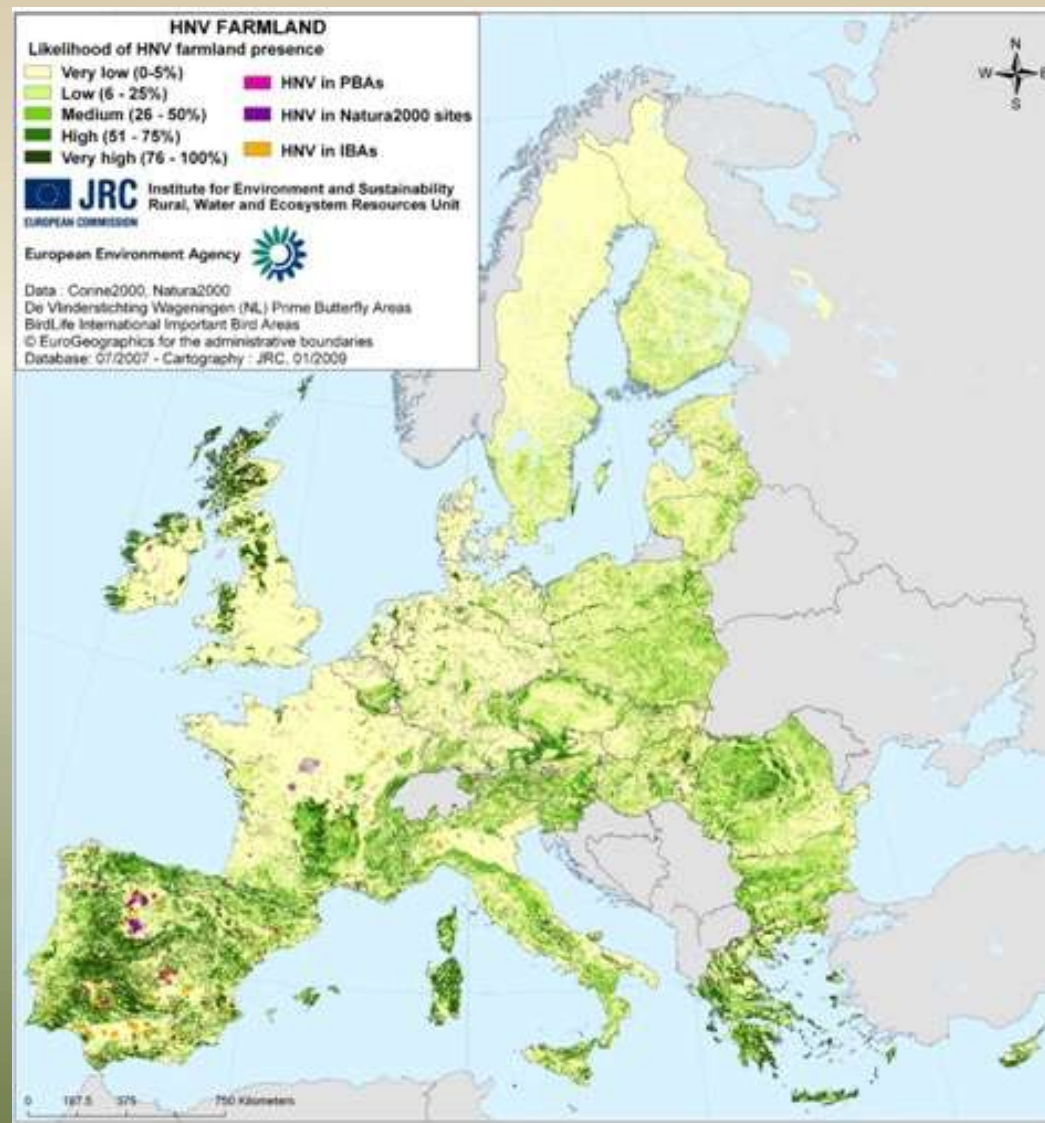 HNV FARMLAND
Likelihood of HNV farmland presence
Very low (0-5%)
Low (6 - 25%)
Medium (26 - 50%)
High (51 - 75%)
Very high (76 - 100%)
HNV in PBAs
HNV in Natura2000 sites
HNV in IBAs
JRC
EUROPEAN COMMISSION
Institute for Environment and Sustainability
Rural, Water and Ecosystem Resources Unit
European Environment Agency
Data : Corine2000, Natura2000
De Vlinderstichting Wageningen (NL) Prime Butterfly Areas
BirdLife International Important Bird Areas
© EuroGeographics for the administrative boundaries
Database: 07/2007 - Cartography : JRC, 01/2009
N
W
E
S
0 187.5 375 750 Kilometers